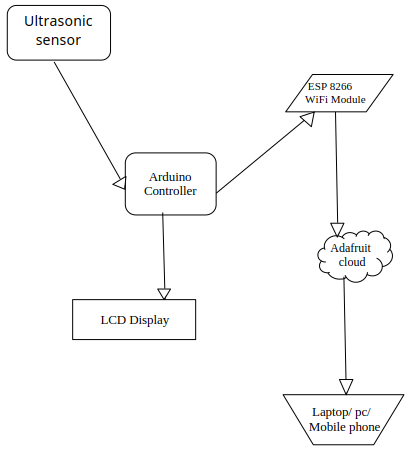 Ultrasonic
sensor
ESP 8266
WiFi Module
Arduino
Controller
Adafruit
cloud
LCD Display
Laptop/ pc/
Mobile phone